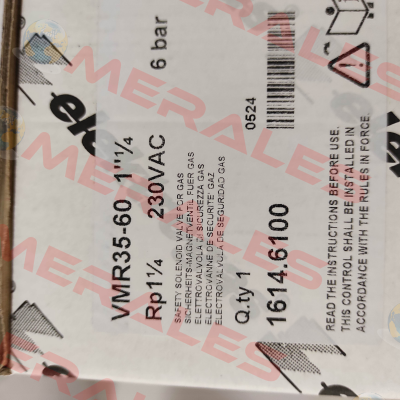 VMR35-60 1"1/4
Rp1¼ 230VAC 6 bar
SAFETY SOLENOID VALVE FOR GAS
SICHERHEITS-MAGNETVENTIL FUER GAS
ELETTROVALVOLA DI SICUREZZA GAS
ELECTROVANNE DE SECURITE' GAZ
ELECTROVALVULA DE SEGURIDAD GAS
Q.ty 1
0524
1614.6100
READ THE INSTRUCTIONS BEFORE USE.
THIS CONTROL SHALL BE INSTALLED IN
ACCORDANCE WITH THE RULES IN FORCE.
MERALES
MERALES
MERALES